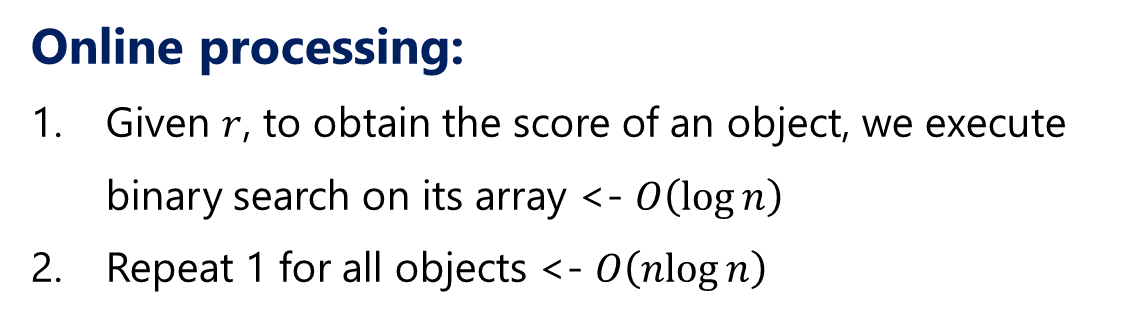 Online processing:
1. Given r, to obtain the score of an object, we execute
binary search on its array <- O(log n)
2. Repeat 1 for all objects <- O(nlog n)